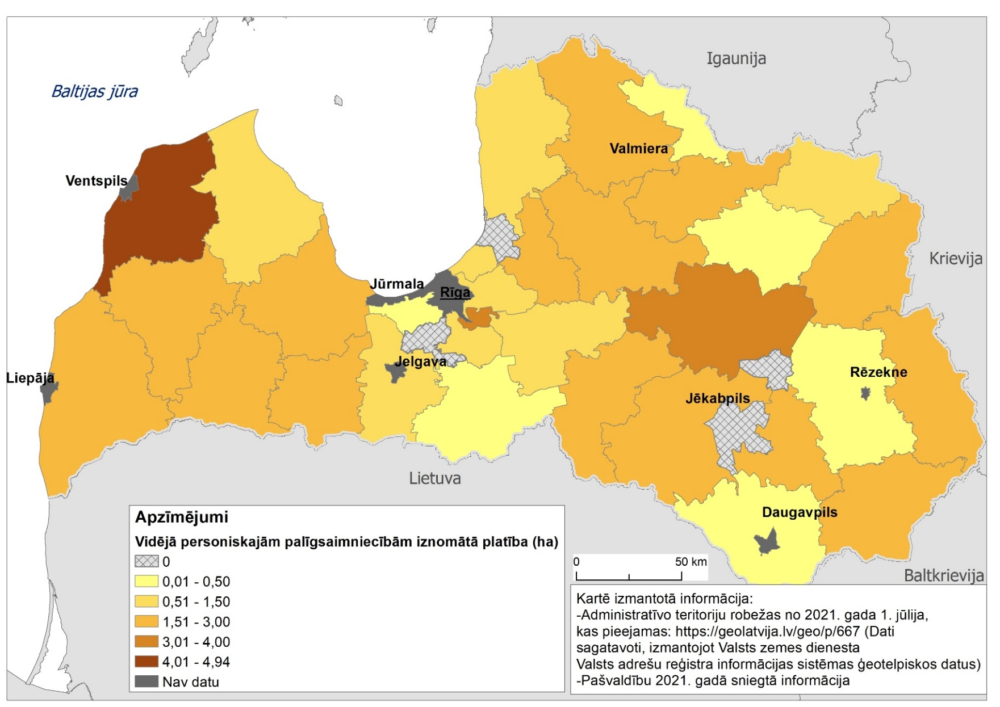 Igaunija
Baltijas jūra
Valmiera
Ventspils
Krievija
Jūrmala
Rīga
Jelgava
Rēzekne
Liepāja
Jēkabpils
Lietuva
Daugavpils
Baltkrievija
Apzīmējumi
Vidējā personiskajām palīgsaimniecībām iznomātā platība (ha)
0
0,01 - 0,50
0,51 - 1,50
1,51 - 3,00
3,01 - 4,00
4,01 - 4,94
Nav datu
0 50 km
Kartē izmantotā informācija:
-Administratīvo teritoriju robežas no 2021. gada 1. jūlija,
kas pieejamas: https://geolatvija.lv/geo/p/667 (Dati
sagatavoti, izmantojot Valsts zemes dienesta
Valsts adrešu reģistra informācijas sistēmas ģeotelpiskos datus)
-Pašvaldību 2021. gadā sniegtā informācija